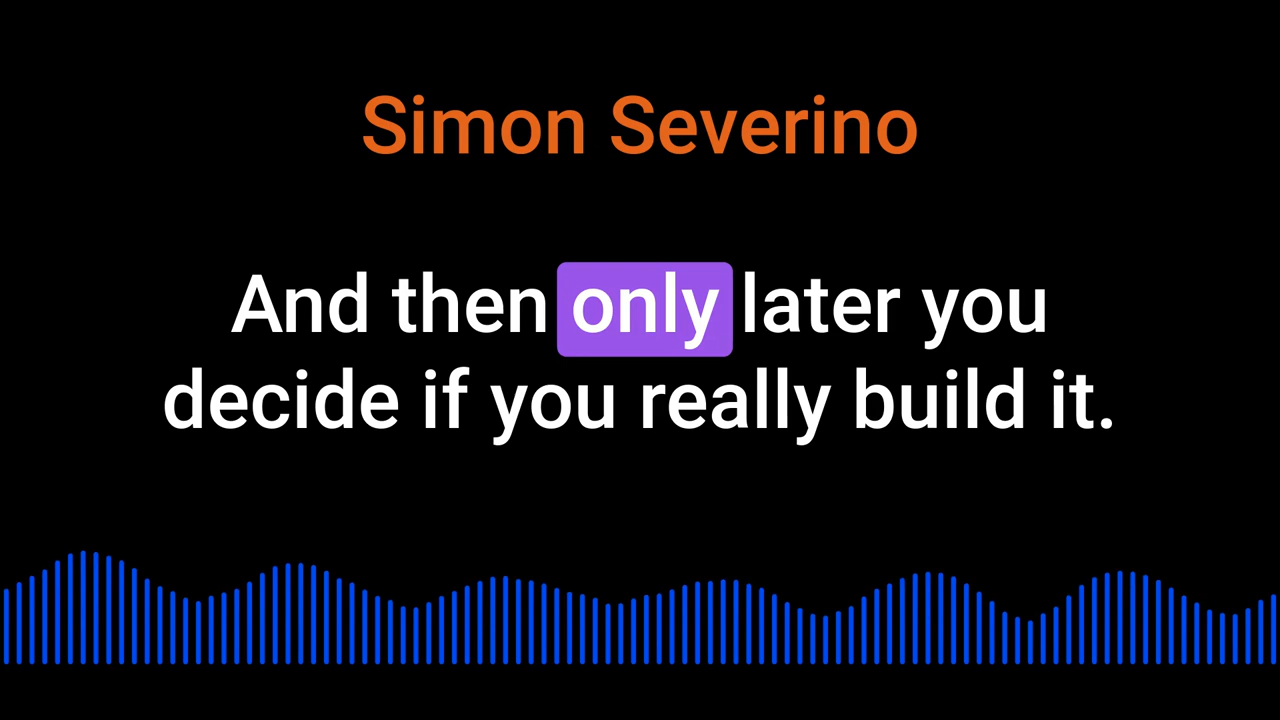 Simon Severino
And then only later you
decide if you really build it.